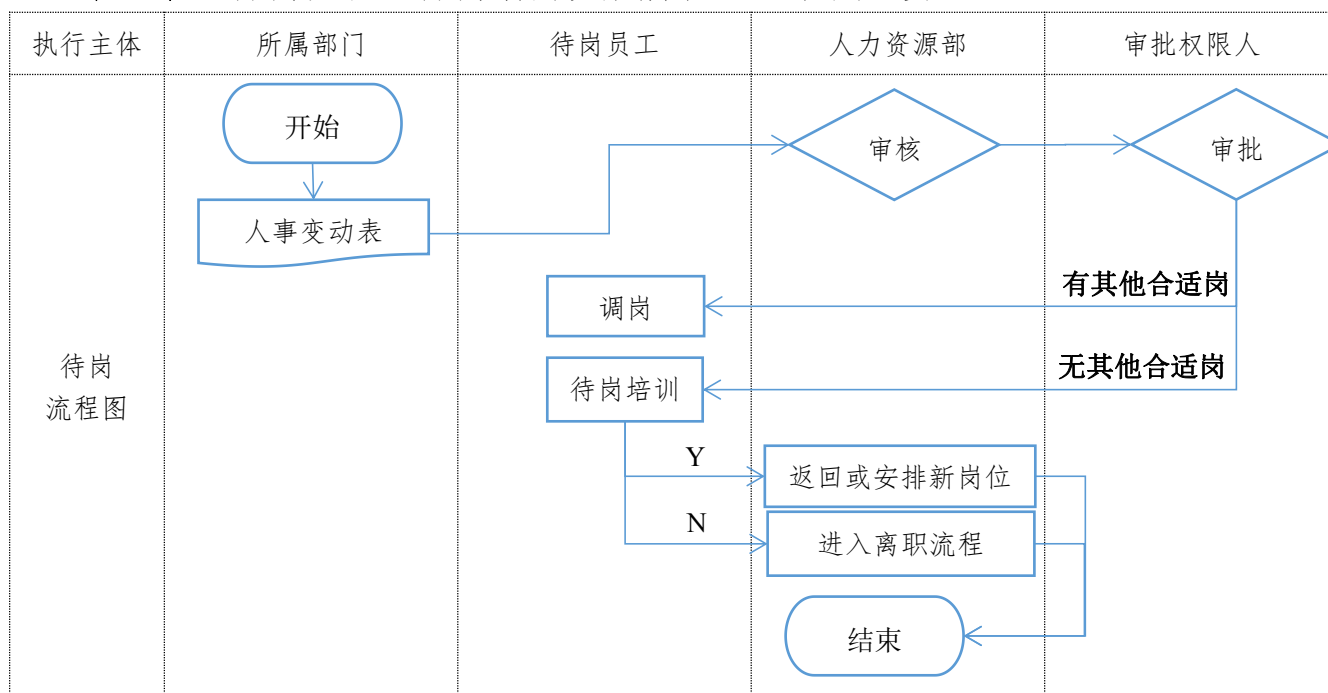 执行主体
所属部门
待岗员工
人力资源部
审批权限人
开始
审核
审批
人事变动表
有其他合适岗
调岗
无其他合适岗
待岗
流程图
待岗培训
Y
返回或安排新岗位
N
进入离职流程
结束